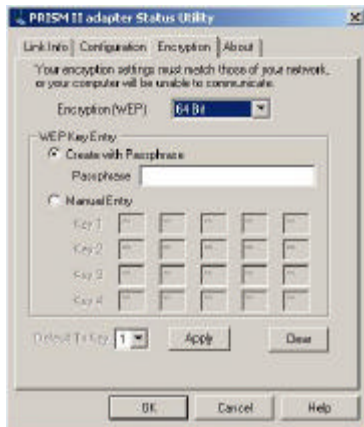 PRISM II adapter Status Utility
Link Info Configuration Encryption About
Your encryption settings must match those of your network,
or your computer will be unable to communicate.
Encryption (WEP) 64 Bit
WEP Key Entry
Create with Passphrase
Passphrase
Manual Entry
Key 1 ** ** ** ** **
Key 2
Key 3
Key 4
Default Tx Key 1 Apply Clear
OK Cancel Help